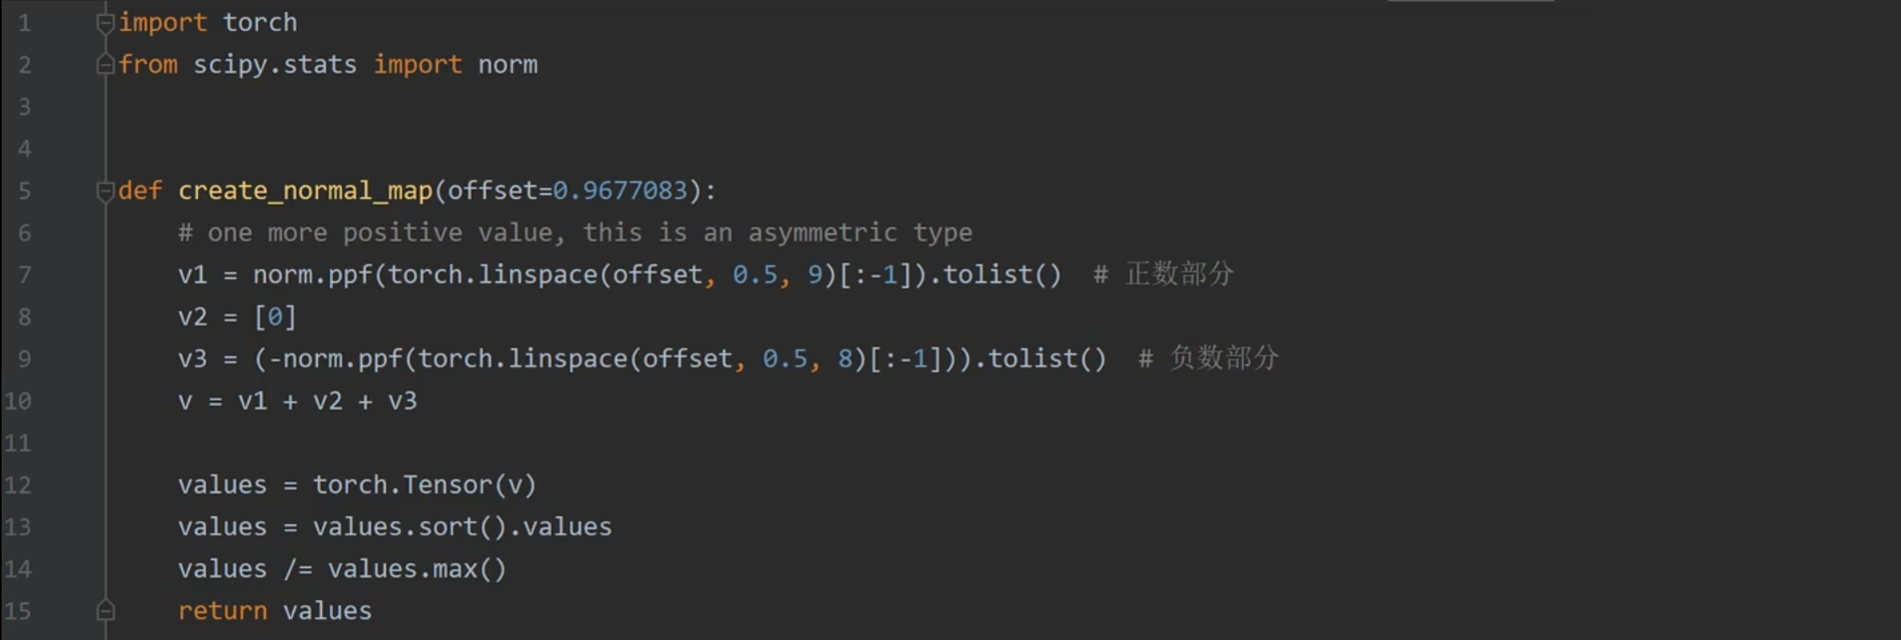 1 import torch
2 from scipy.stats import norm
3
4
5 def create_normal_map(offset=0.9677083):
6     # one more positive value, this is an asymmetric type
7     v1 = norm.ppf(torch.linspace(offset, 0.5, 9)[:-1]).tolist()  # 正数部分
8     v2 = [0]
9     v3 = (-norm.ppf(torch.linspace(offset, 0.5, 8)[:-1])).tolist()  # 负数部分
10     v = v1 + v2 + v3
11
12     values = torch.Tensor(v)
13     values = values.sort().values
14     values /= values.max()
15     return values